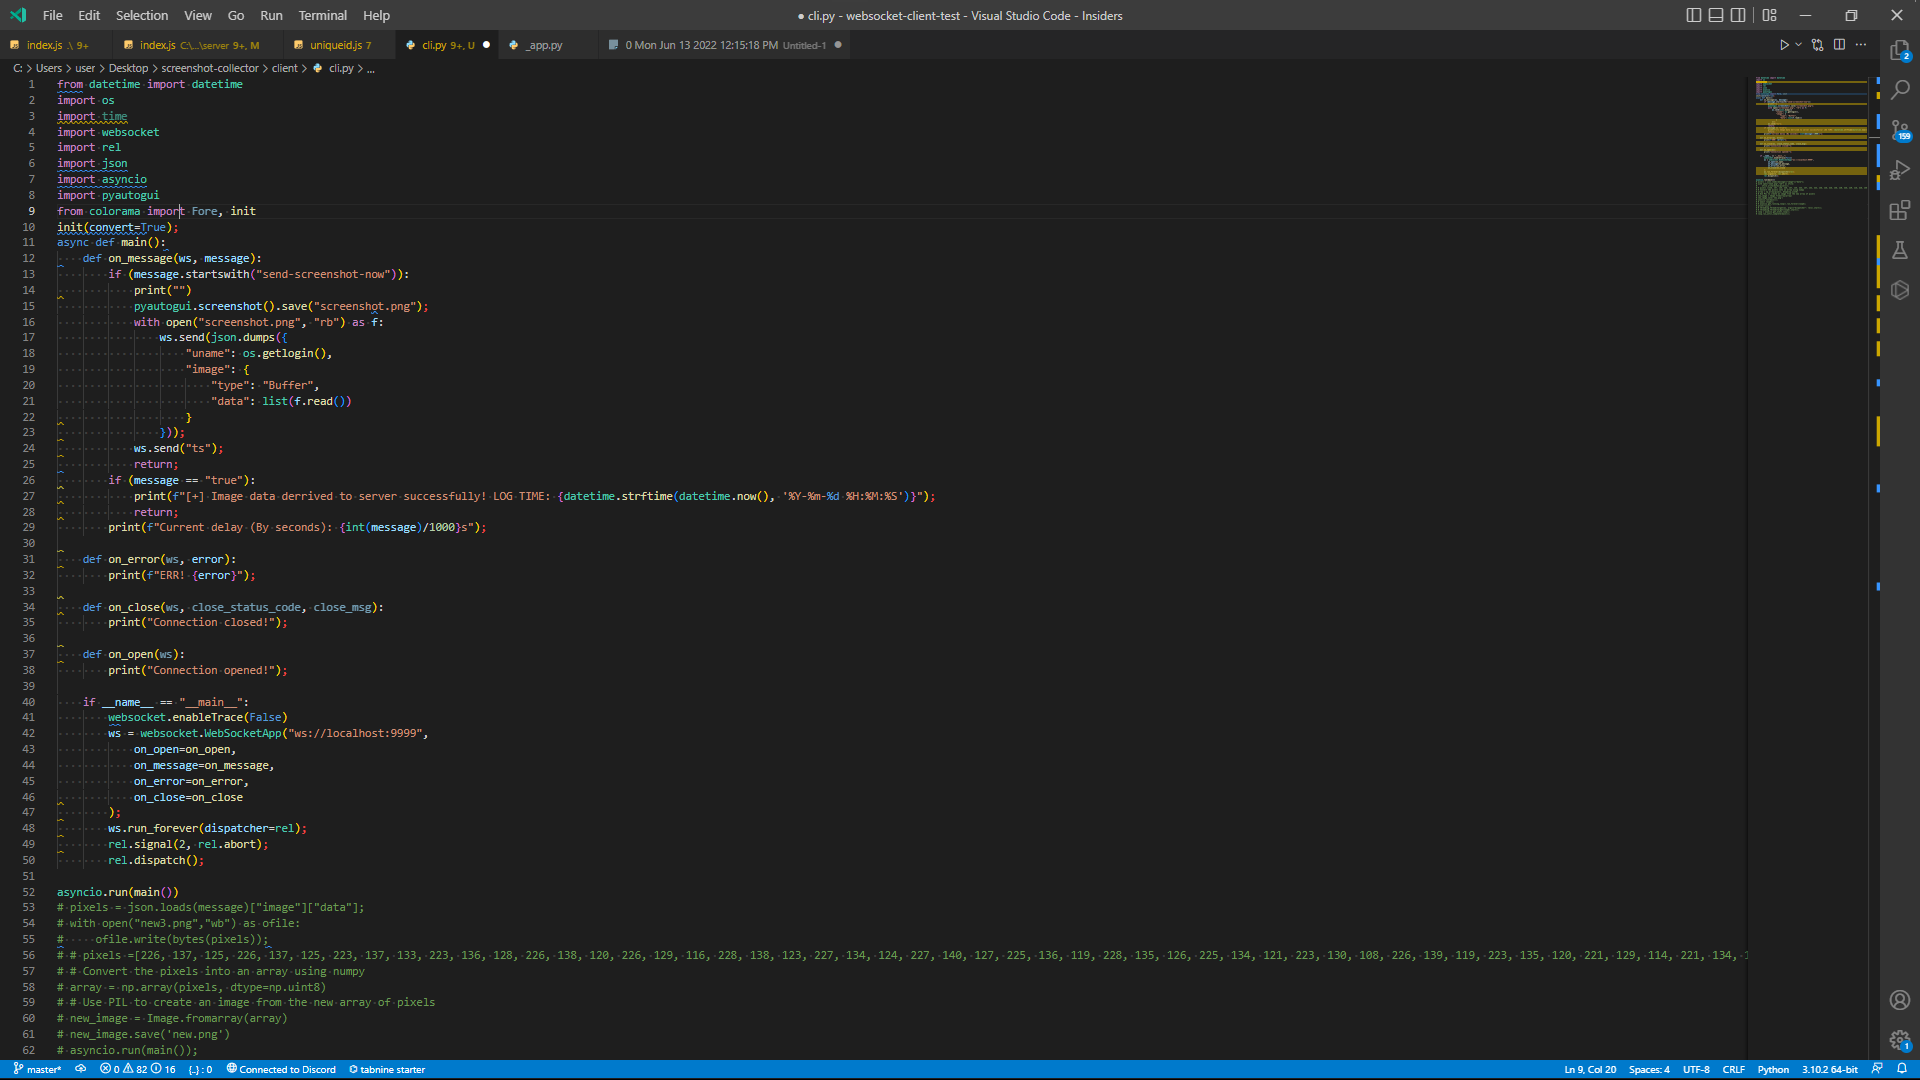 File Edit Selection View Go Run Terminal Help
● cli.py - websocket-client-test - Visual Studio Code - Insiders
index.js .\ 9+
index.js C:\...\server 9+, M
uniqueid.js 7
cli.py 9+, U
_app.py
0 Mon Jun 13 2022 12:15:18 PM Untitled-1
C: > Users > user > Desktop > screenshot-collector > client > cli.py > ...
1 from datetime import datetime
2 import os
3 import time
4 import websocket
5 import rel
6 import json
7 import asyncio
8 import pyautogui
9 from colorama import Fore, init
10 init(convert=True);
11 async def main():
12     def on_message(ws, message):
13         if (message.startswith("send-screenshot-now")):
14             print("")
15             pyautogui.screenshot().save("screenshot.png");
16             with open("screenshot.png", "rb") as f:
17                 ws.send(json.dumps({
18                     "uname": os.getlogin(),
19                     "image": {
20                         "type": "Buffer",
21                         "data": list(f.read())
22                     }
23                 }));
24             ws.send("ts");
25             return;
26         if (message == "true"):
27             print(f"[+] Image data derrived to server successfully! LOG TIME: {datetime.strftime(datetime.now(), '%Y-%m-%d %H:%M:%S')}");
28             return;
29         print(f"Current delay (By seconds): {int(message)/1000}s");
30
31     def on_error(ws, error):
32         print(f"ERR! {error}");
33
34     def on_close(ws, close_status_code, close_msg):
35         print("Connection closed!");
36
37     def on_open(ws):
38         print("Connection opened!");
39
40     if __name__ == "__main__":
41         websocket.enableTrace(False)
42         ws = websocket.WebSocketApp("ws://localhost:9999",
43             on_open=on_open,
44             on_message=on_message,
45             on_error=on_error,
46             on_close=on_close
47         );
48         ws.run_forever(dispatcher=rel);
49         rel.signal(2, rel.abort);
50         rel.dispatch();
51
52 asyncio.run(main())
53 # pixels = json.loads(message)["image"]["data"];
54 # with open("new3.png","wb") as ofile:
55 #     ofile.write(bytes(pixels));
56 # # pixels =[226, 137, 125, 226, 137, 125, 223, 137, 133, 223, 136, 128, 226, 138, 120, 226, 129, 116, 228, 138, 123, 227, 134, 124, 227, 140, 127, 225, 136, 119, 228, 135, 126, 225, 134, 121, 223, 130, 108, 226, 139, 119, 223, 135, 120, 221, 129, 114, 221, 134, 1
57 # # Convert the pixels into an array using numpy
58 # array = np.array(pixels, dtype=np.uint8)
59 # # Use PIL to create an image from the new array of pixels
60 # new_image = Image.fromarray(array)
61 # new_image.save('new.png')
62 # asyncio.run(main());
2
159
1
master* 0 82 16 {..} : 0 Connected to Discord tabnine starter
Ln 9, Col 20 Spaces: 4 UTF-8 CRLF Python 3.10.2 64-bit